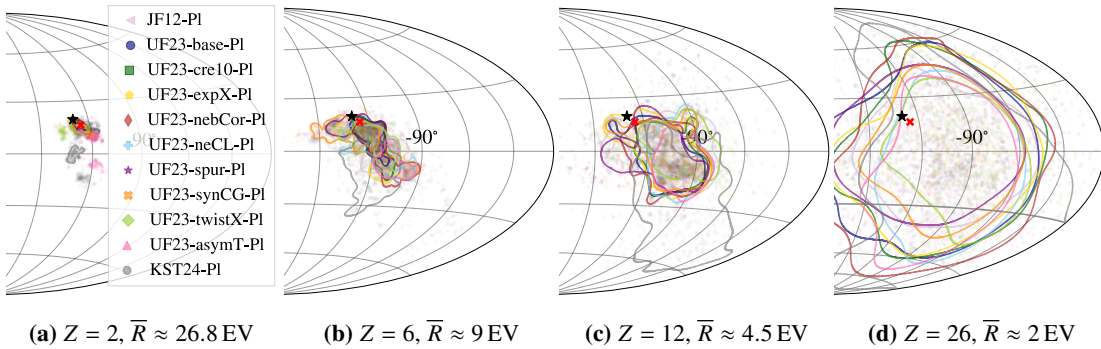 JF12-Pl
UF23-base-Pl
UF23-cre10-Pl
UF23-expX-Pl
UF23-nebCor-Pl
UF23-neCL-Pl
UF23-spur-Pl
UF23-synCG-Pl
UF23-twistX-Pl
UF23-asymT-Pl
KST24-Pl
-90°
-90°
-90°
-90°
(a) Z = 2, R̅ ≈ 26.8 EV
(b) Z = 6, R̅ ≈ 9 EV
(c) Z = 12, R̅ ≈ 4.5 EV
(d) Z = 26, R̅ ≈ 2 EV